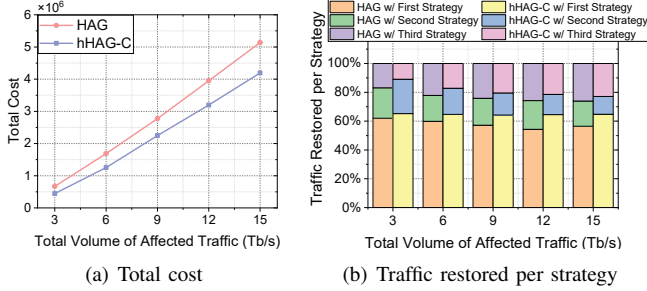 ×10⁶
6
5
4
3
2
1
0
Total Cost
HAG
hHAG-C
3 6 9 12 15
Total Volume of Affected Traffic (Tb/s)
(a) Total cost
HAG w/ First Strategy hHAG-C w/ First Strategy
HAG w/ Second Strategy hHAG-C w/ Second Strategy
HAG w/ Third Strategy hHAG-C w/ Third Strategy
100%
80%
60%
40%
20%
0%
Traffic Restored per Strategy
3 6 9 12 15
Total Volume of Affected Traffic (Tb/s)
(b) Traffic restored per strategy